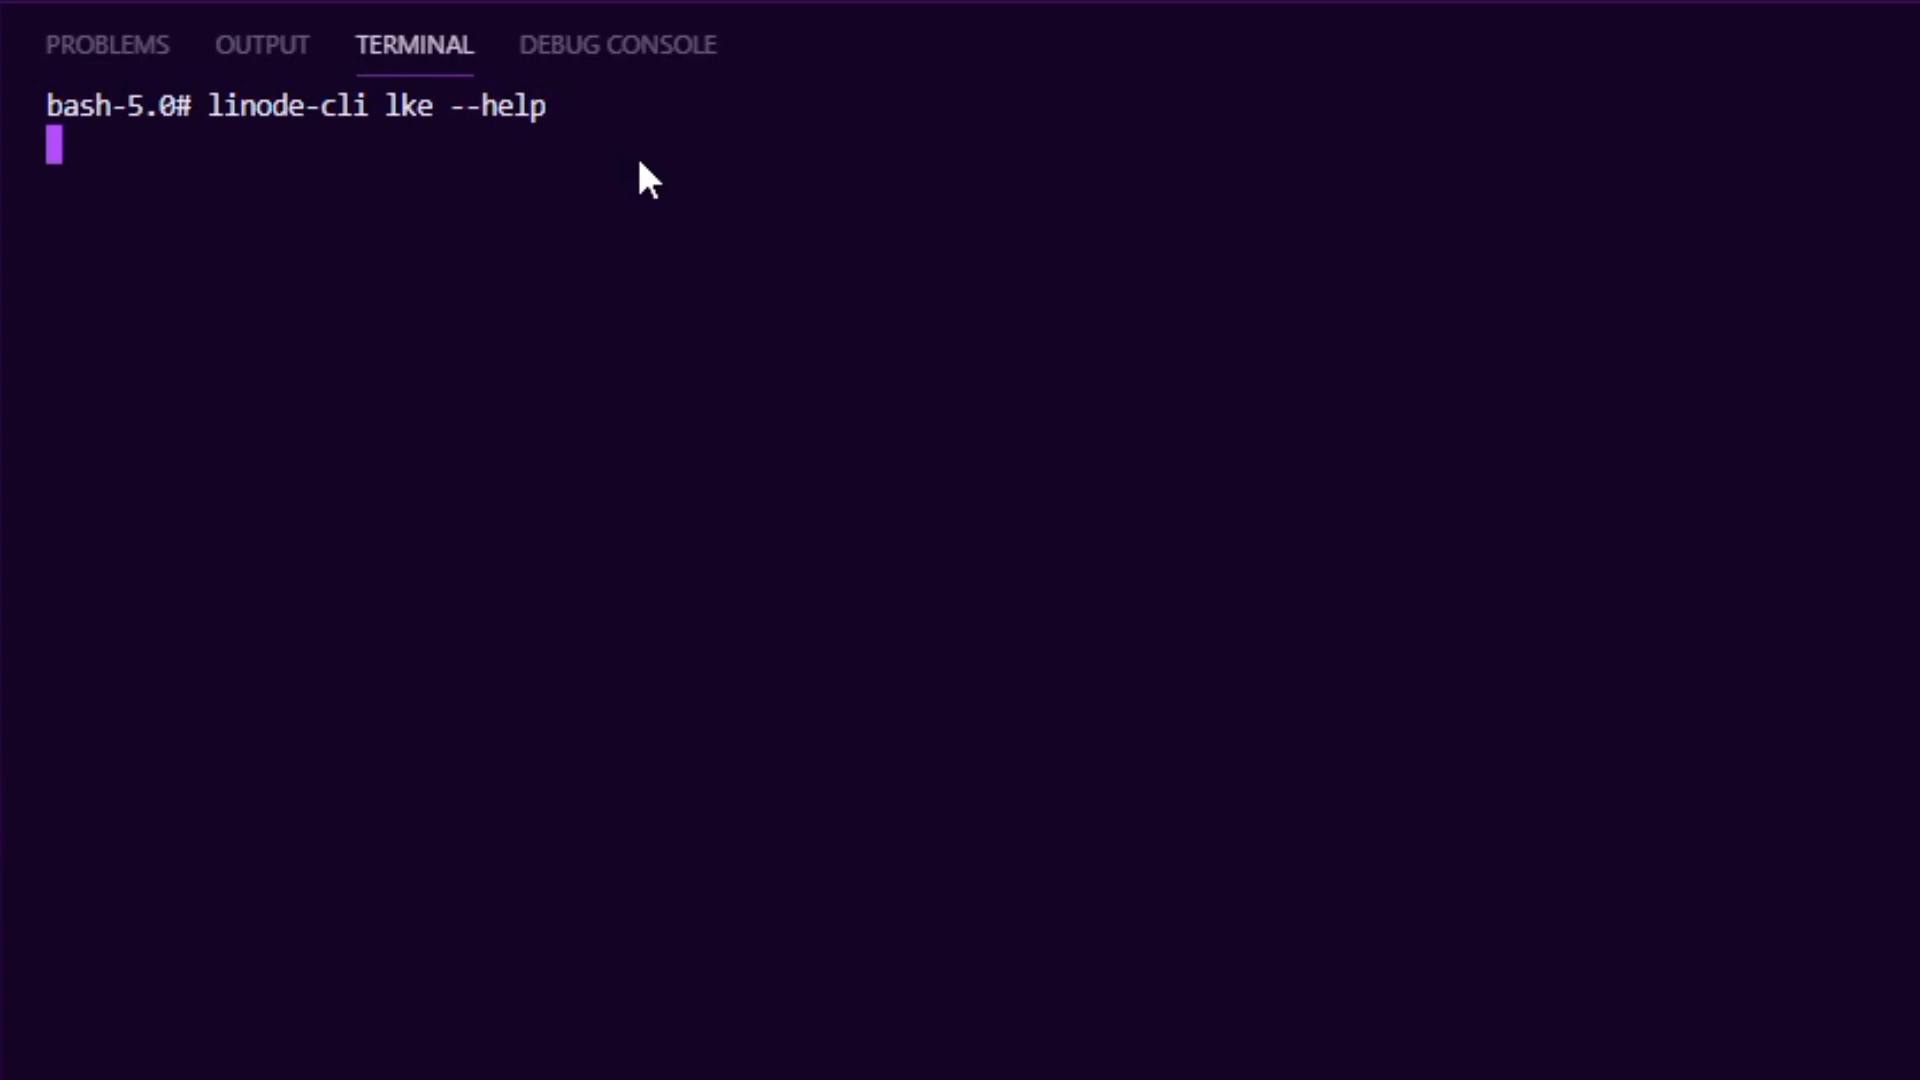 PROBLEMS OUTPUT TERMINAL DEBUG CONSOLE
bash-5.0# linode-cli lke --help